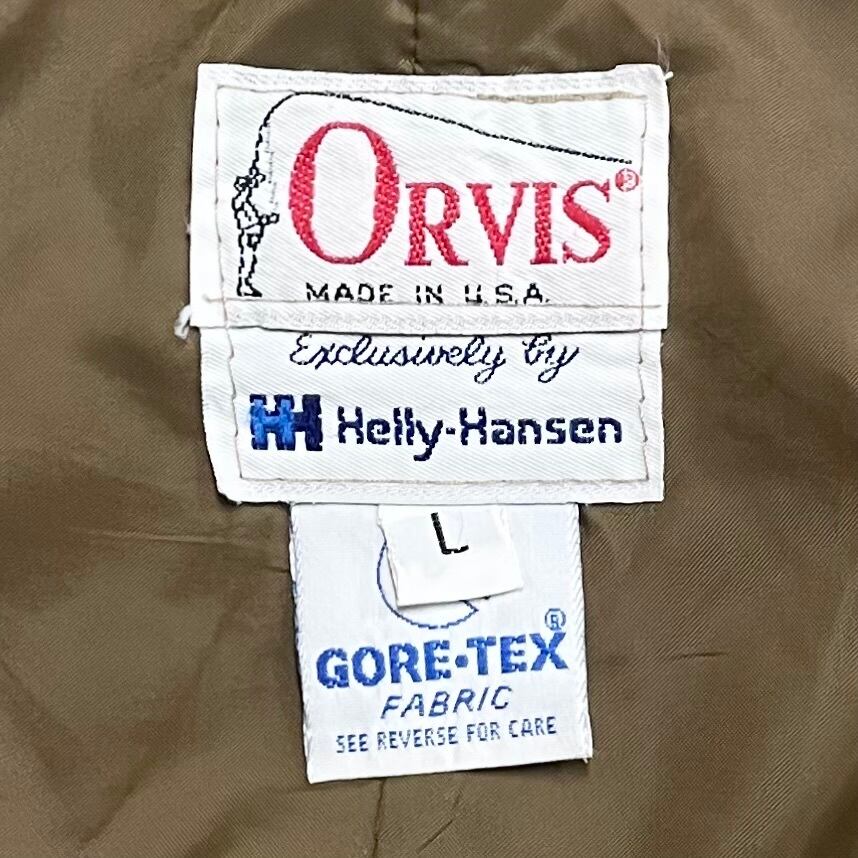 ORVIS®
MADE IN U.S.A.
Exclusively by
HH Helly-Hansen
L
GORE-TEX®
FABRIC
SEE REVERSE FOR CARE